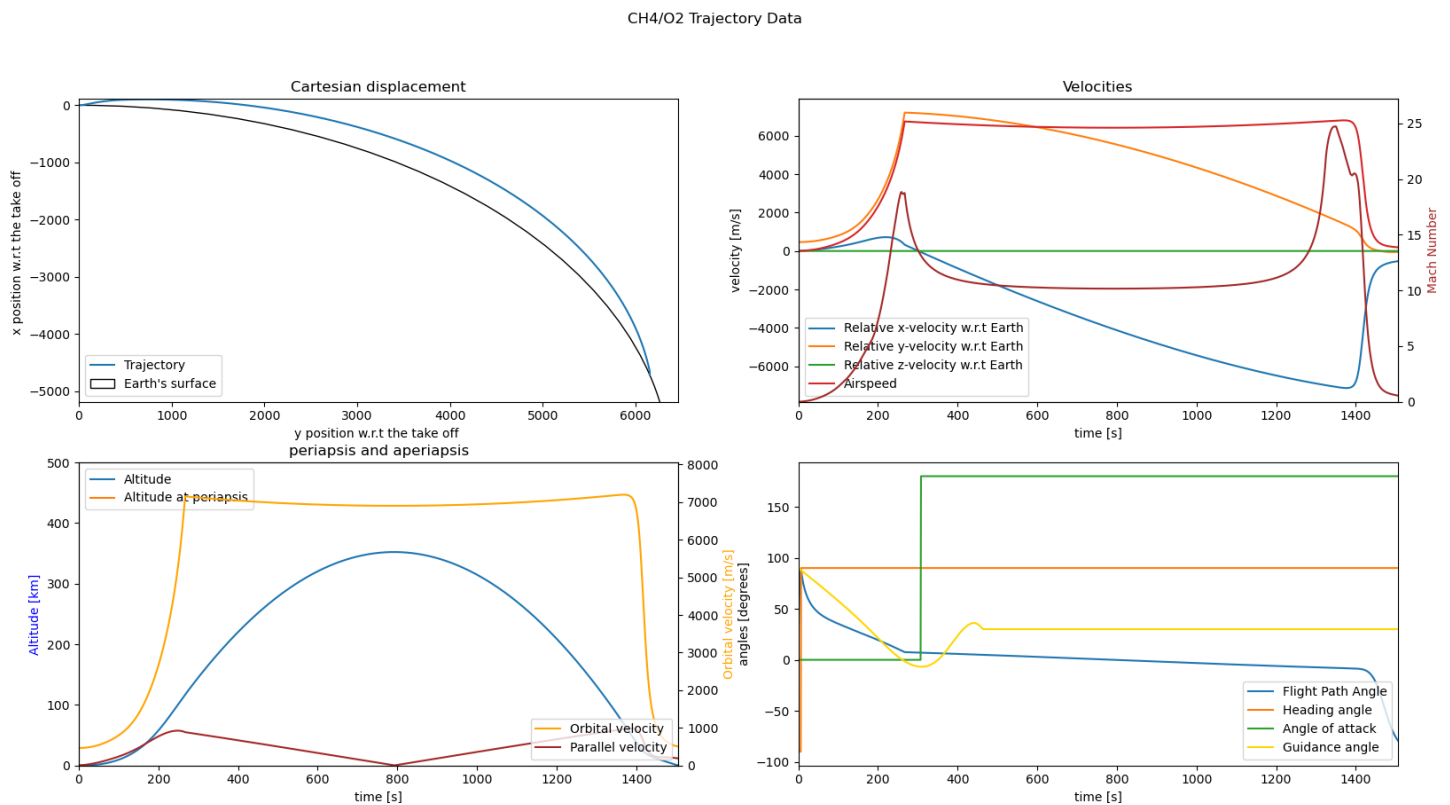 CH4/O2 Trajectory Data
Cartesian displacement
x position w.r.t the take off
0
−1000
−2000
−3000
−4000
−5000
Trajectory
Earth's surface
0 1000 2000 3000 4000 5000 6000
y position w.r.t the take off
Velocities
velocity [m/s]
6000
4000
2000
0
−2000
−4000
−6000
Relative x-velocity w.r.t Earth
Relative y-velocity w.r.t Earth
Relative z-velocity w.r.t Earth
Airspeed
25
20
15
10
5
0
Mach Number
0 200 400 600 800 1000 1200 1400
time [s]
periapsis and aperiapsis
Altitude [km]
500
400
300
200
100
0
Altitude
Altitude at periapsis
Orbital velocity
Parallel velocity
8000
7000
6000
5000
4000
3000
2000
1000
0
Orbital velocity [m/s]
0 200 400 600 800 1000 1200 1400
time [s]
angles [degrees]
150
100
50
0
−50
−100
Flight Path Angle
Heading angle
Angle of attack
Guidance angle
0 200 400 600 800 1000 1200 1400
time [s]